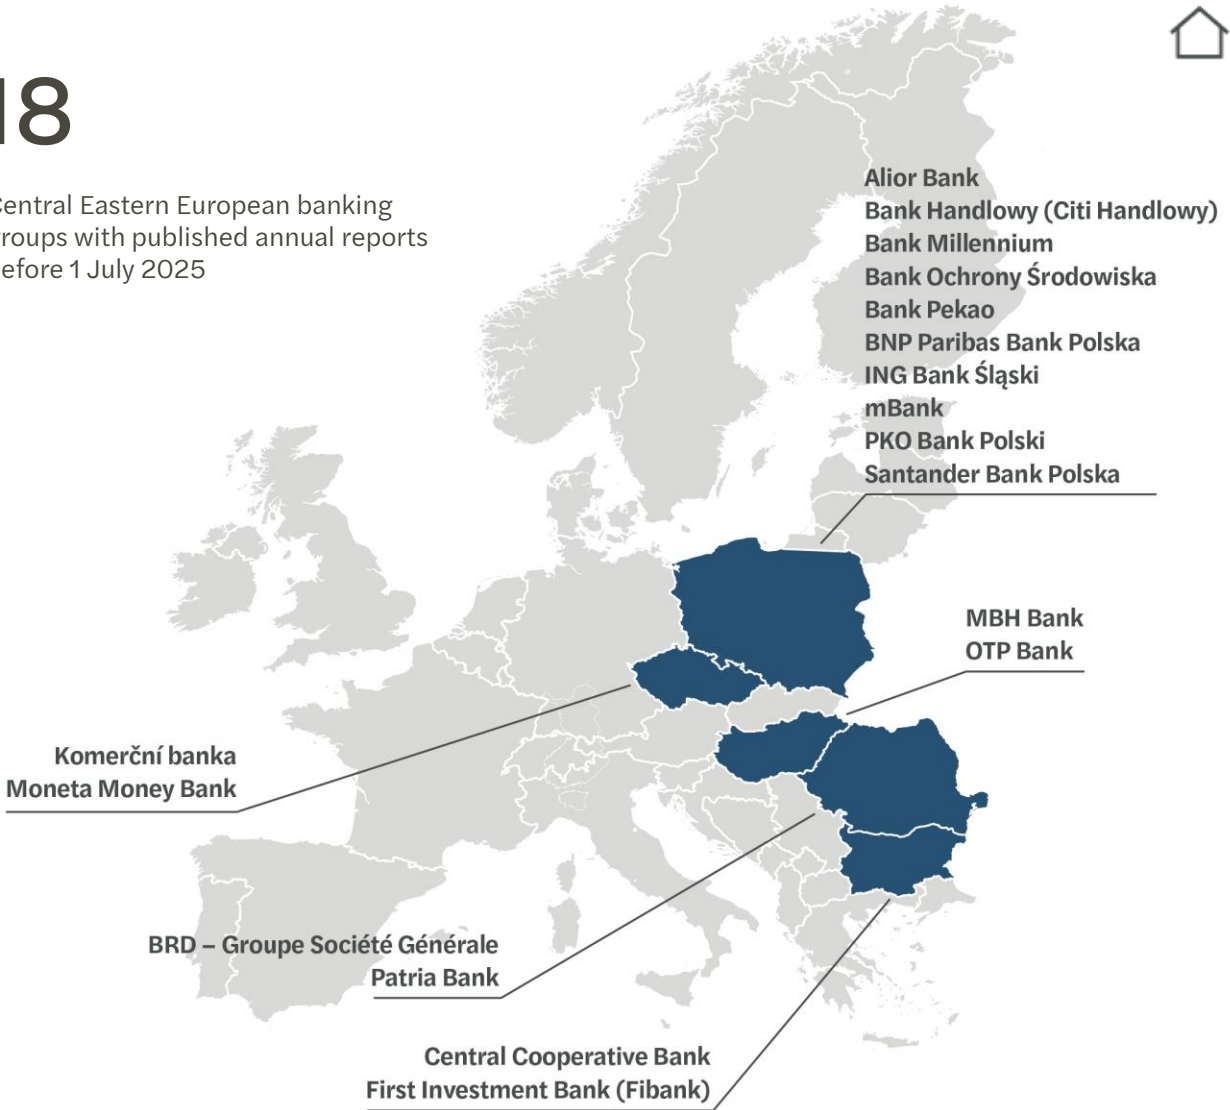 18
Central Eastern European banking
roups with published annual reports
efore 1 July 2025
Alior Bank
Bank Handlowy (Citi Handlowy)
Bank Millennium
Bank Ochrony Środowiska
Bank Pekao
BNP Paribas Bank Polska
ING Bank Śląski
mBank
PKO Bank Polski
Santander Bank Polska
MBH Bank
OTP Bank
Komerční banka
Moneta Money Bank
BRD – Groupe Société Générale
Patria Bank
Central Cooperative Bank
First Investment Bank (Fibank)